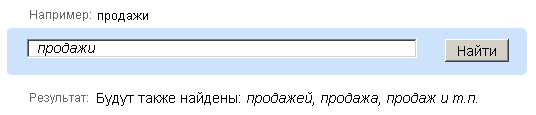 Например: продажи
продажи
Найти
Результат: Будут также найдены: продажей, продажа, продаж и т.п.